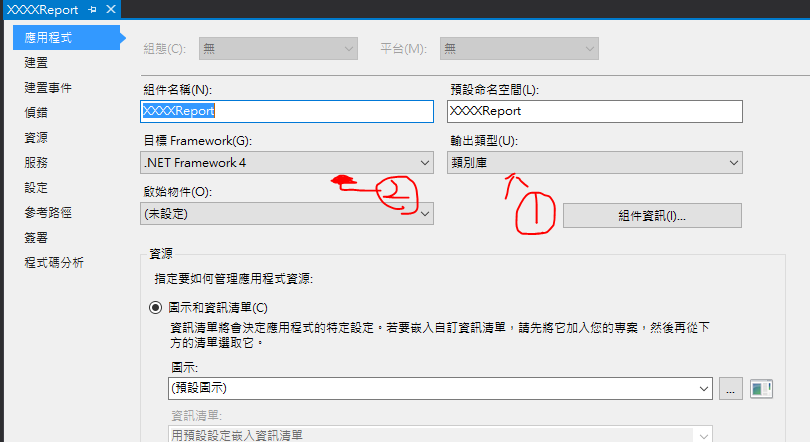 XXXXReport
應用程式
建置
建置事件
偵錯
資源
服務
設定
參考路徑
簽署
程式碼分析
組態(C): 無 平台(M): 無
組件名稱(N): 預設命名空間(L):
XXXXReport XXXXReport
目標 Framework(G): 輸出類型(U):
.NET Framework 4 類別庫
2 1
啟始物件(O):
(未設定) 組件資訊(I)...
資源
指定要如何管理應用程式資源:
圖示和資訊清單(C)
資訊清單將會決定應用程式的特定設定。若要嵌入自訂資訊清單，請先將它加入您的專案，然後再從下
方的清單選取它。
圖示:
(預設圖示) ...
資訊清單:
用預設設定嵌入資訊清單